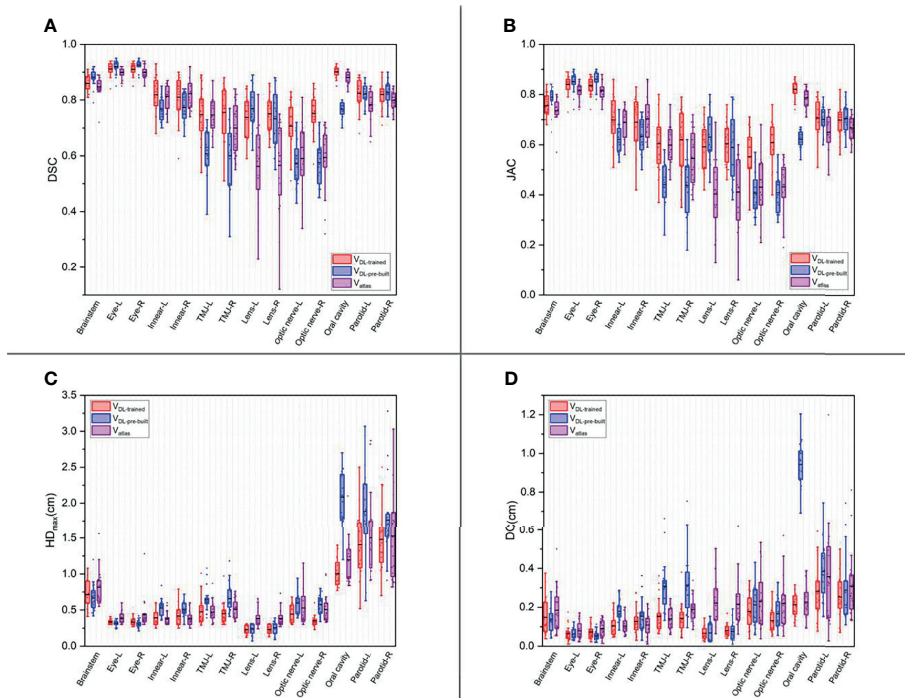 A
DSC
1.0
0.8
0.6
0.4
0.2
V_DL-trained
V_DL-pre-built
V_atlas
Brainstem
Eye-L
Eye-R
Innear-L
Innear-R
TMJ-L
TMJ-R
Lens-L
Lens-R
Optic nerve-L
Optic nerve-R
Oral cavity
Parotid-L
Parotid-R
B
JAC
1.0
0.8
0.6
0.4
0.2
0.0
V_DL-trained
V_DL-pre-built
V_atlas
Brainstem
Eye-L
Eye-R
Innear-L
Innear-R
TMJ-L
TMJ-R
Lens-L
Lens-R
Optic nerve-L
Optic nerve-R
Oral cavity
Parotid-L
Parotid-R
C
HD_max(cm)
3.5
3.0
2.5
2.0
1.5
1.0
0.5
0.0
V_DL-trained
V_DL-pre-built
V_atlas
Brainstem
Eye-L
Eye-R
Innear-L
Innear-R
TMJ-L
TMJ-R
Lens-L
Lens-R
Optic nerve-L
Optic nerve-R
Oral cavity
Parotid-L
Parotid-R
D
DC(cm)
1.2
1.0
0.8
0.6
0.4
0.2
0.0
V_DL-trained
V_DL-pre-built
V_atlas
Brainstem
Eye-L
Eye-R
Innear-L
Innear-R
TMJ-L
TMJ-R
Lens-L
Lens-R
Optic nerve-L
Optic nerve-R
Oral cavity
Parotid-L
Parotid-R